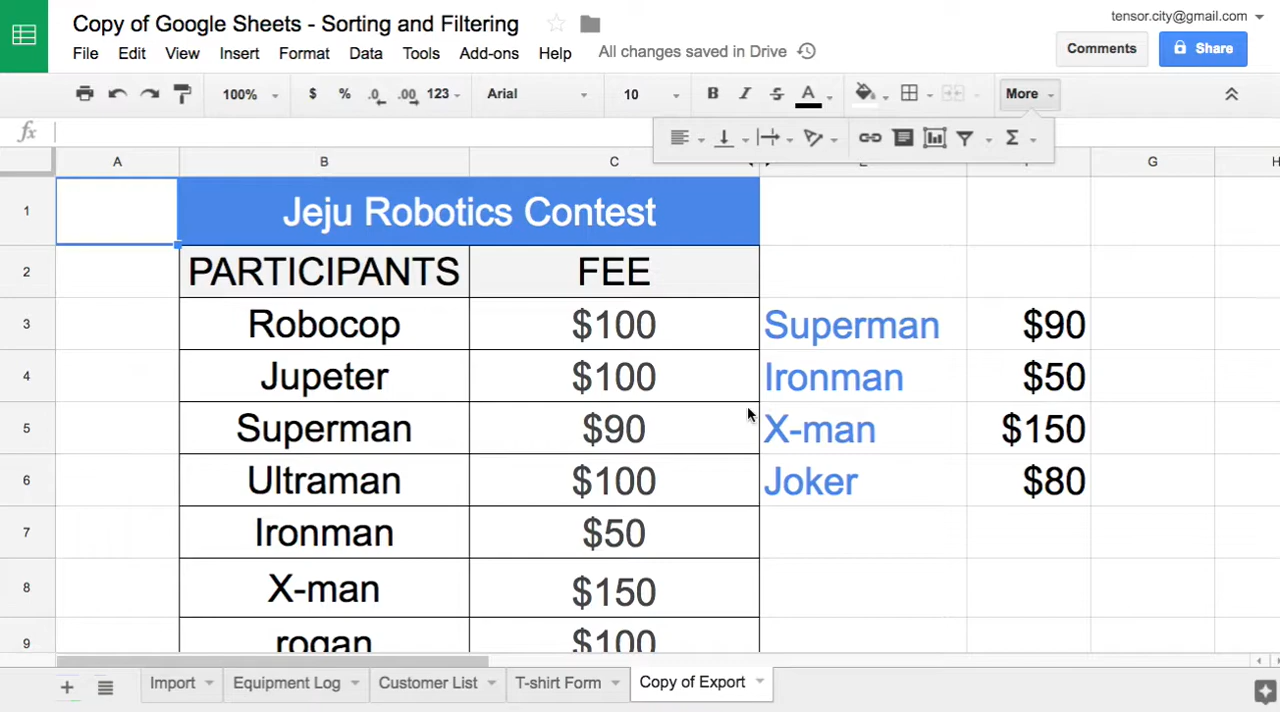 Copy of Google Sheets - Sorting and Filtering
tensor.city@gmail.com
File Edit View Insert Format Data Tools Add-ons Help All changes saved in Drive
Comments Share
100% $ % .0 .00 123 Arial 10 B I S A More
Σ
fx
A B C E F G H
1 Jeju Robotics Contest
2 PARTICIPANTS FEE
3 Robocop $100 Superman $90
4 Jupeter $100 Ironman $50
5 Superman $90 X-man $150
6 Ultraman $100 Joker $80
7 Ironman $50
8 X-man $150
9 rogan $100
Import Equipment Log Customer List T-shirt Form Copy of Export